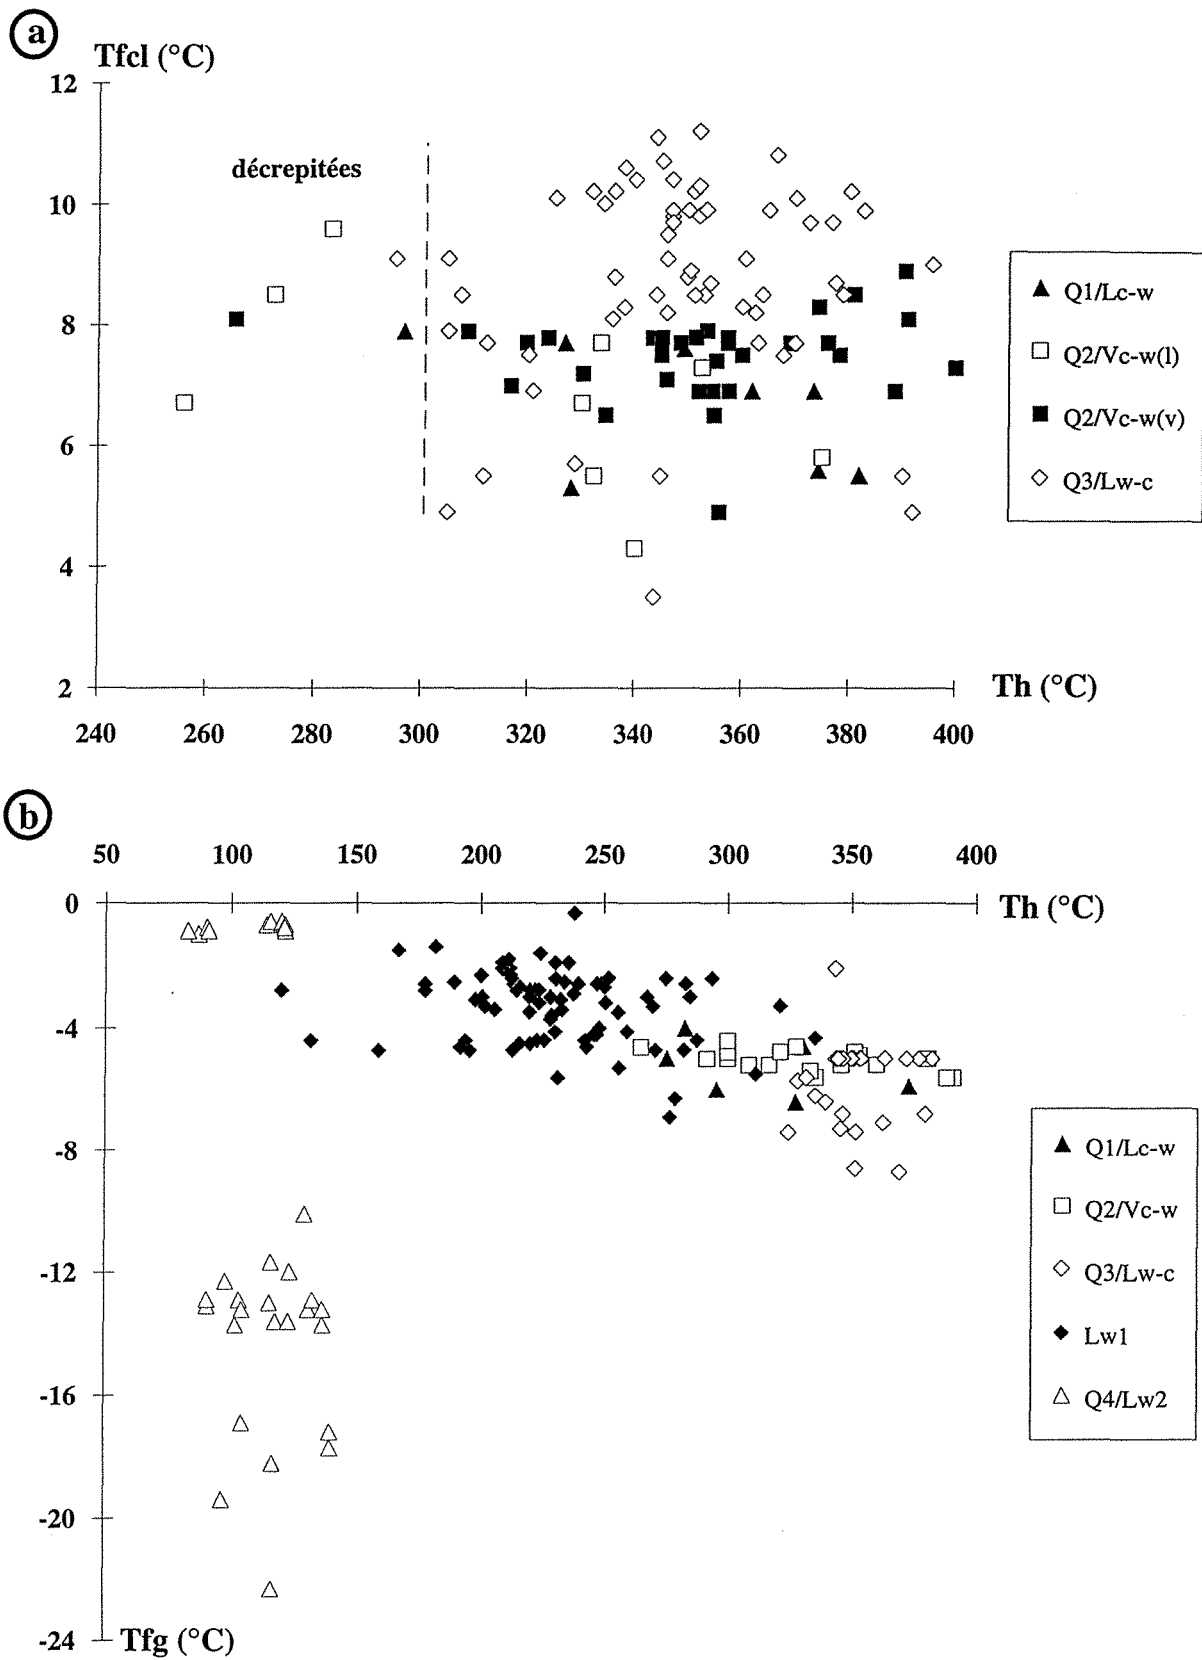 a
Tfcl (°C)
12
10
8
6
4
2
décrepitées
Q1/Lc-w
Q2/Vc-w(l)
Q2/Vc-w(v)
Q3/Lw-c
Th (°C)
240 260 280 300 320 340 360 380 400
b
50 100 150 200 250 300 350 400
Th (°C)
0
-4
-8
-12
-16
-20
-24
Q1/Lc-w
Q2/Vc-w
Q3/Lw-c
Lw1
Q4/Lw2
Tfg (°C)